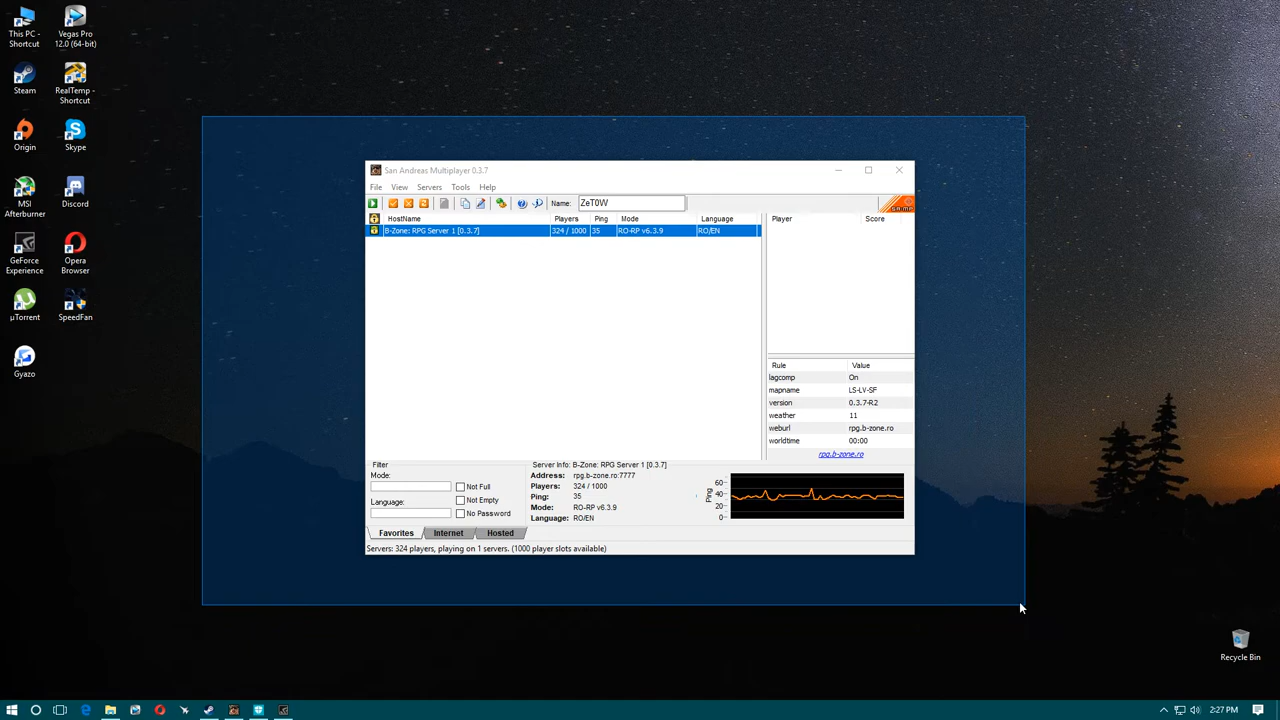 This PC -
Shortcut
Vegas Pro
12.0 (64-bit)
Steam
RealTemp -
Shortcut
Origin
Skype
MSI
Afterburner
Discord
GeForce
Experience
Opera
Browser
µTorrent
SpeedFan
Gyazo
San Andreas Multiplayer 0.3.7
File View Servers Tools Help
Name: ZeT0W
HostName Players Ping Mode Language
B-Zone: RPG Server 1 [0.3.7] 324 / 1000 35 RO-RP v6.3.9 RO/EN
Player Score
Rule Value
lagcomp On
mapname LS-LV-SF
version 0.3.7-R2
weather 11
weburl rpg.b-zone.ro
worldtime 00:00
rpg.b-zone.ro
Filter
Mode:
Language:
Not Full
Not Empty
No Password
Server Info: B-Zone: RPG Server 1 [0.3.7]
Address: rpg.b-zone.ro:7777
Players: 324 / 1000
Ping: 35
Mode: RO-RP v6.3.9
Language: RO/EN
Ping
60
40
20
0
Favorites Internet Hosted
Servers: 324 players, playing on 1 servers. (1000 player slots available)
Recycle Bin
2:27 PM